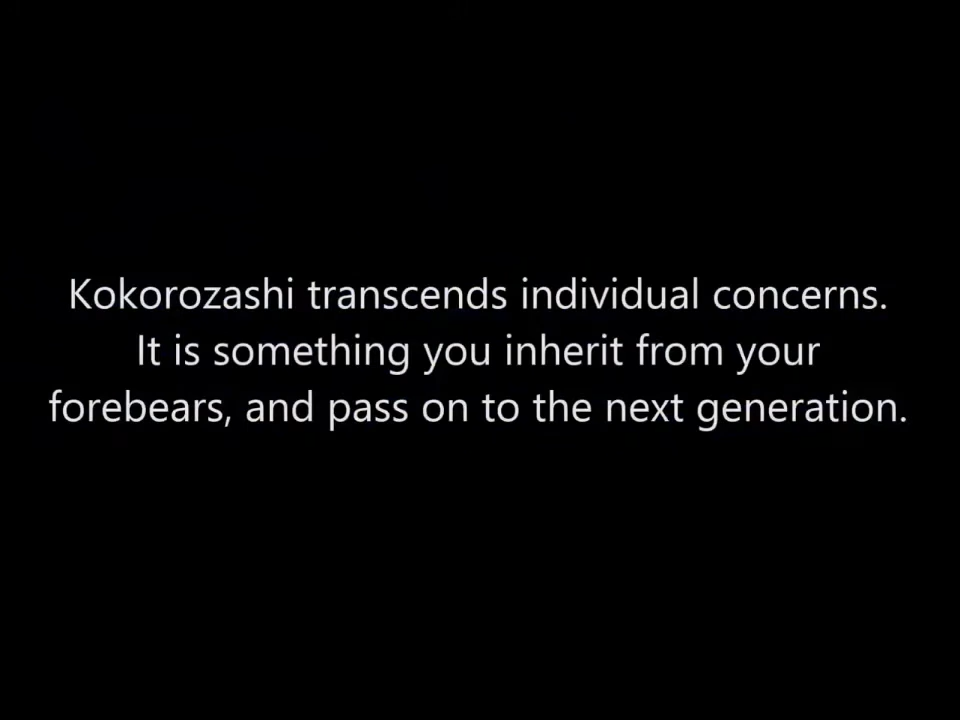 Kokorozashi transcends individual concerns.
It is something you inherit from your
forebears, and pass on to the next generation.